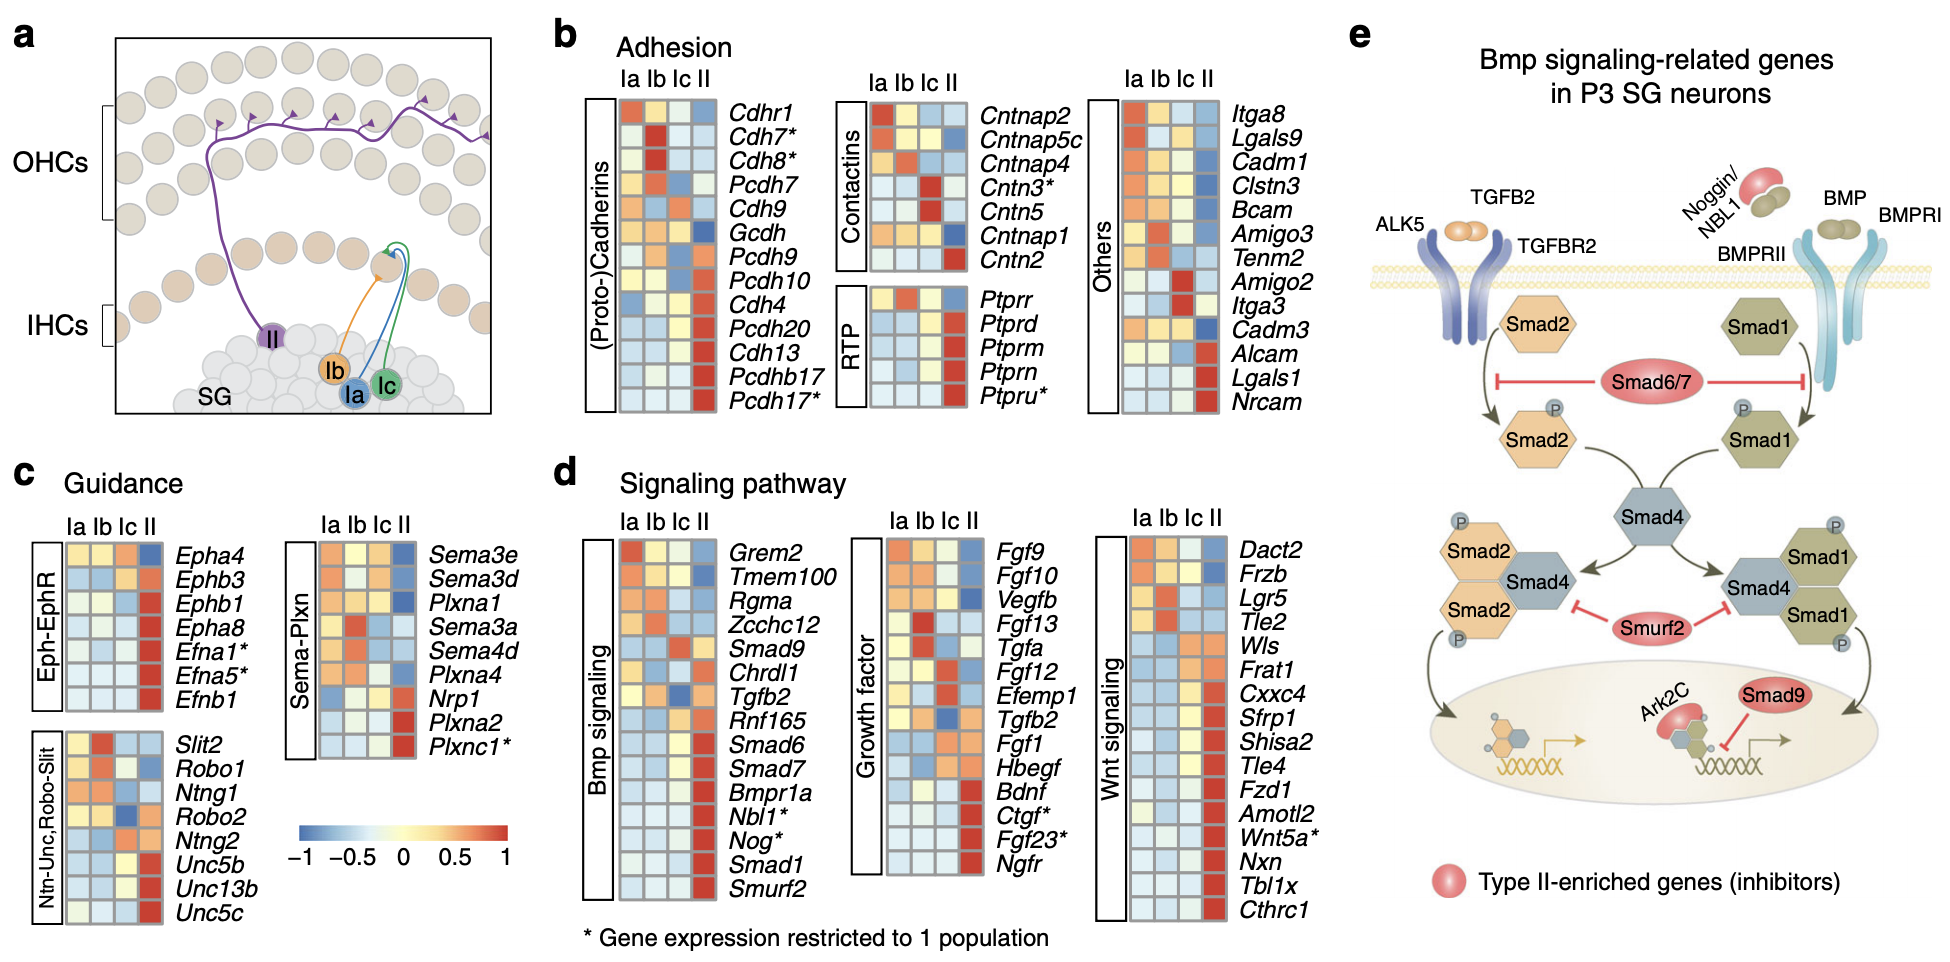 a
OHCs
IHCs
II
Ib
Ia
Ic
SG
b
Adhesion
Ia Ib Ic II
(Proto-)Cadherins
Cdhr1
Cdh7*
Cdh8*
Pcdh7
Cdh9
Gcdh
Pcdh9
Pcdh10
Cdh4
Pcdh20
Cdh13
Pcdhb17
Pcdh17*
Ia Ib Ic II
Contactins
Cntnap2
Cntnap5c
Cntnap4
Cntn3*
Cntn5
Cntnap1
Cntn2
RTP
Ptprr
Ptprd
Ptprm
Ptprn
Ptpru*
Ia Ib Ic II
Others
Itga8
Lgals9
Cadm1
Clstn3
Bcam
Amigo3
Tenm2
Amigo2
Itga3
Cadm3
Alcam
Lgals1
Nrcam
c
Guidance
Ia Ib Ic II
Eph-EphR
Epha4
Ephb3
Ephb1
Epha8
Efna1*
Efna5*
Efnb1
Ntn-Unc,Robo-Slit
Slit2
Robo1
Ntng1
Robo2
Ntng2
Unc5b
Unc13b
Unc5c
Ia Ib Ic II
Sema-Plxn
Sema3e
Sema3d
Plxna1
Sema3a
Sema4d
Plxna4
Nrp1
Plxna2
Plxnc1*
−1 −0.5 0 0.5 1
d
Signaling pathway
Ia Ib Ic II
Bmp signaling
Grem2
Tmem100
Rgma
Zcchc12
Smad9
Chrdl1
Tgfb2
Rnf165
Smad6
Smad7
Bmpr1a
Nbl1*
Nog*
Smad1
Smurf2
Ia Ib Ic II
Growth factor
Fgf9
Fgf10
Vegfb
Fgf13
Tgfa
Fgf12
Efemp1
Tgfb2
Fgf1
Hbegf
Bdnf
Ctgf*
Fgf23*
Ngfr
Ia Ib Ic II
Wnt signaling
Dact2
Frzb
Lgr5
Tle2
Wls
Frat1
Cxxc4
Sfrp1
Shisa2
Tle4
Fzd1
Amotl2
Wnt5a*
Nxn
Tbl1x
Cthrc1
* Gene expression restricted to 1 population
e
Bmp signaling-related genes
in P3 SG neurons
TGFB2
ALK5
TGFBR2
Noggin/
NBL1
BMP
BMPRI
BMPRII
Smad2
Smad1
Smad6/7
P
Smad2
P
Smad1
Smad4
P
Smad2
Smad4
Smad2
P
P
Smad1
Smad4
Smad1
P
Smurf2
Ark2C
Smad9
Type II-enriched genes (inhibitors)